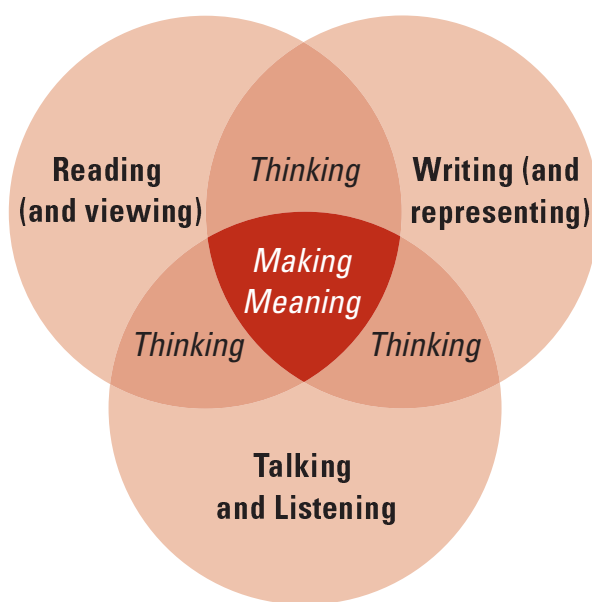 Reading
(and viewing)
Thinking
Writing (and
representing)
Making
Meaning
Thinking
Thinking
Talking
and Listening